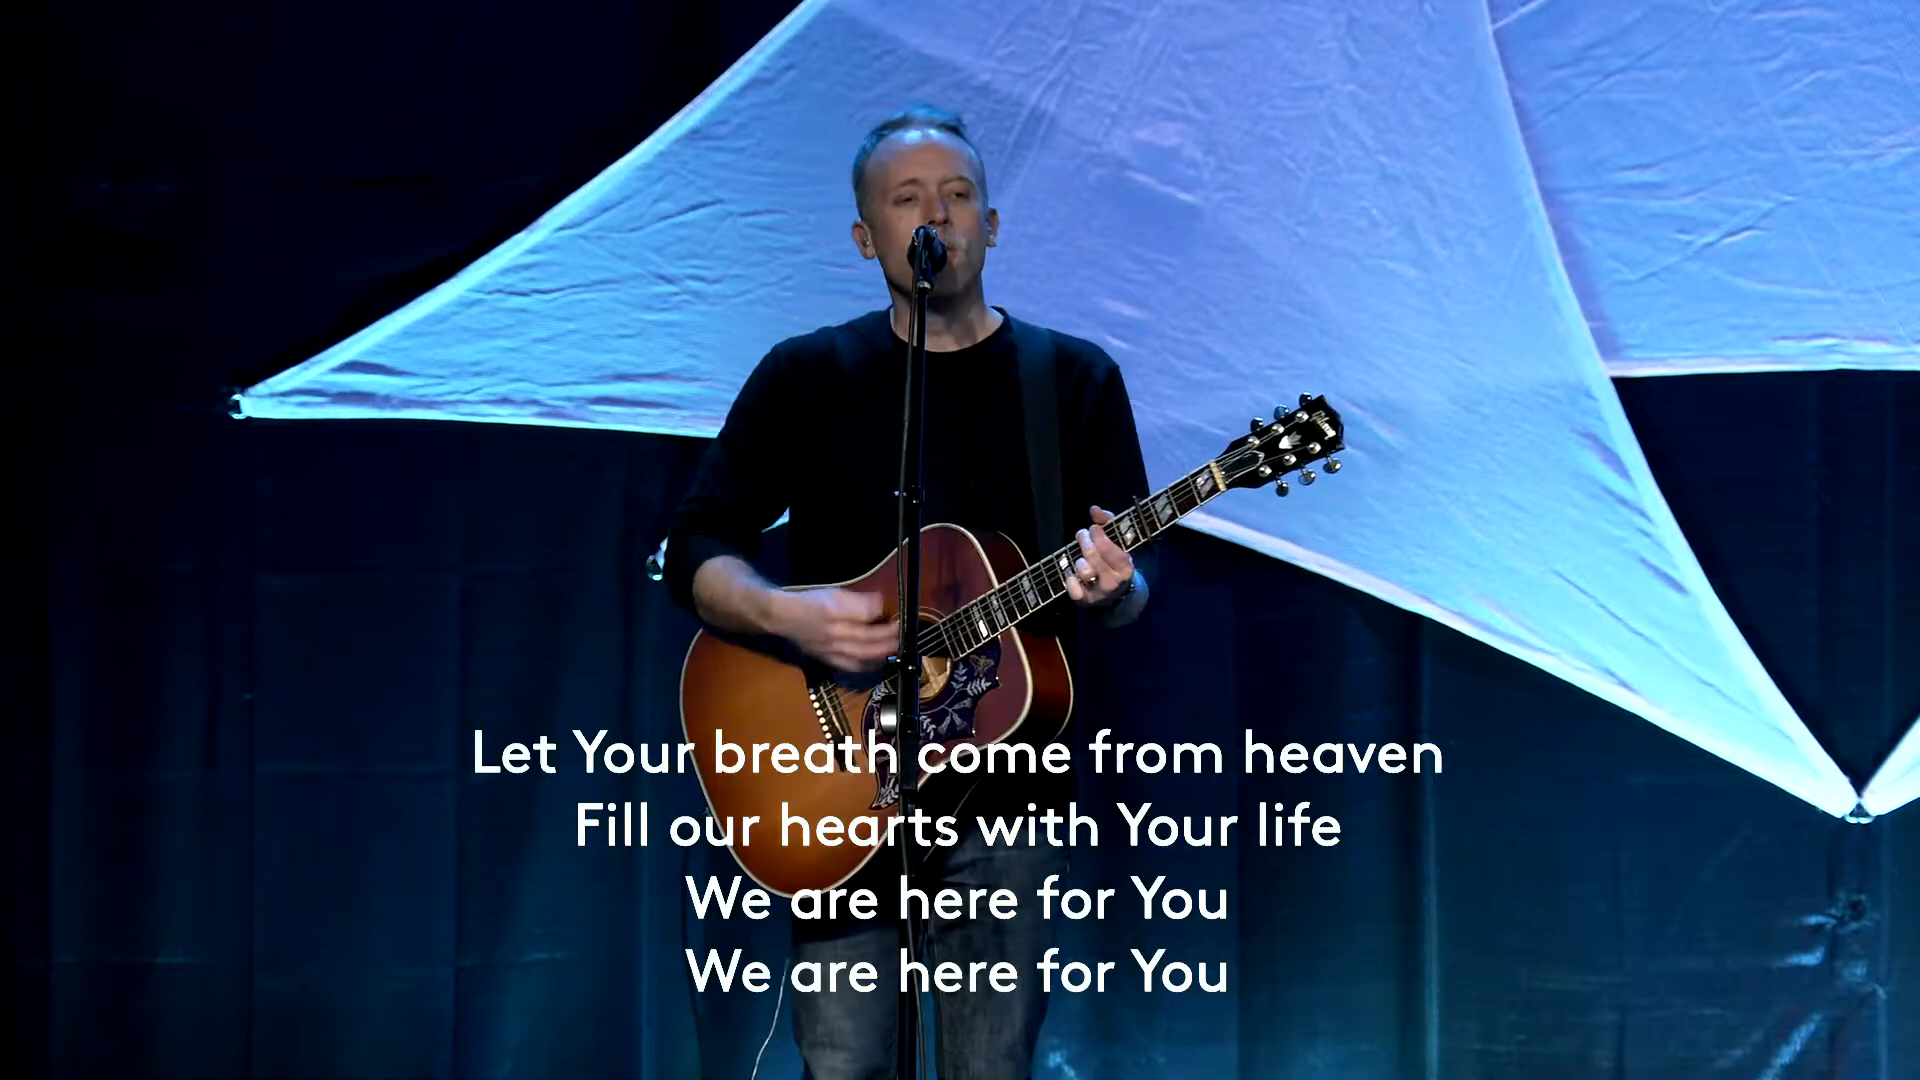 Gibson
Let Your breath come from heaven
Fill our hearts with Your life
We are here for You
We are here for You